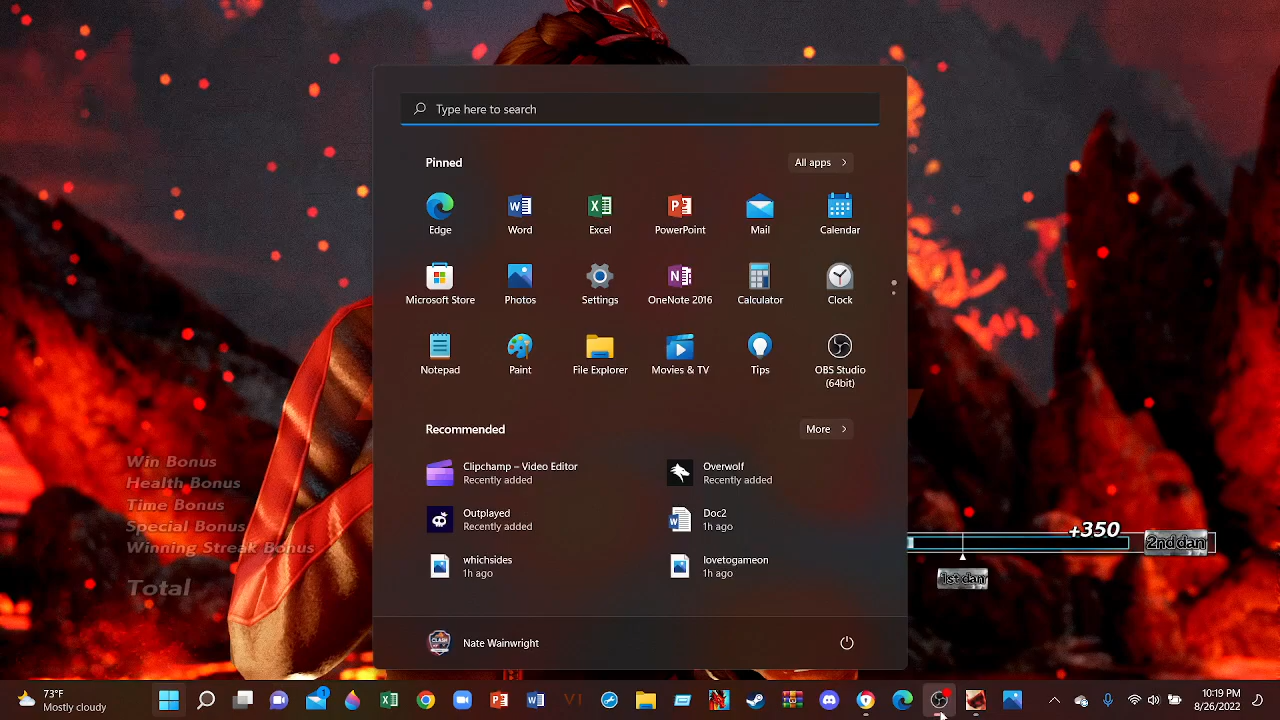 Type here to search
Pinned
All apps
Edge
Word
Excel
PowerPoint
Mail
Calendar
Microsoft Store
Photos
Settings
OneNote 2016
Calculator
Clock
Notepad
Paint
File Explorer
Movies & TV
Tips
OBS Studio
(64bit)
Recommended
More
Clipchamp – Video Editor
Recently added
Overwolf
Recently added
Outplayed
Recently added
Doc2
1h ago
whichsides
1h ago
lovetogameon
1h ago
Nate Wainwright
Win Bonus
Health Bonus
Time Bonus
Special Bonus
Winning Streak Bonus
Total
+350
2nd dan
1st dan
73°F
Mostly cloudy
10:19 PM
8/26/2022